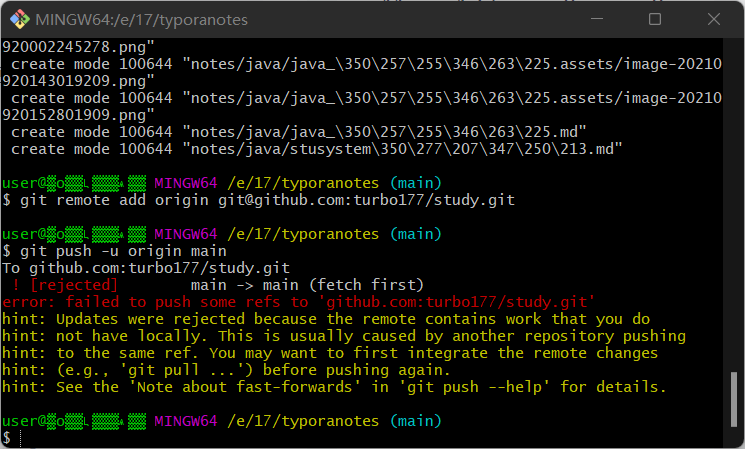 MINGW64:/e/17/typoranotes
920002245278.png"
create mode 100644 "notes/java/java_\350\257\255\346\263\225.assets/image-20210
920143019209.png"
create mode 100644 "notes/java/java_\350\257\255\346\263\225.assets/image-20210
920152801909.png"
create mode 100644 "notes/java/java_\350\257\255\346\263\225.md"
create mode 100644 "notes/java/stusystem\350\277\207\347\250\213.md"
MINGW64 /e/17/typoranotes (main)
$ git remote add origin git@github.com:turbo177/study.git
MINGW64 /e/17/typoranotes (main)
$ git push -u origin main
To github.com:turbo177/study.git
! [rejected] main -> main (fetch first)
error: failed to push some refs to 'github.com:turbo177/study.git'
hint: Updates were rejected because the remote contains work that you do
hint: not have locally. This is usually caused by another repository pushing
hint: to the same ref. You may want to first integrate the remote changes
hint: (e.g., 'git pull ...') before pushing again.
hint: See the 'Note about fast-forwards' in 'git push --help' for details.
MINGW64 /e/17/typoranotes (main)
$